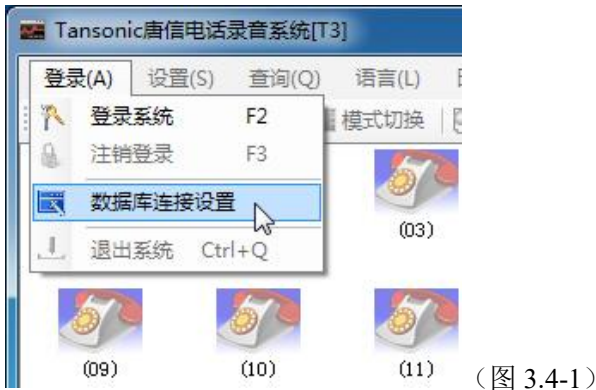 Tansonic唐信电话录音系统[T3]
登录(A) 设置(S) 查询(Q) 语言(L)
登录系统 F2
模式切换
注销登录 F3
数据库连接设置
退出系统 Ctrl+Q
(03)
(09) (10) (11)
(图 3.4-1)